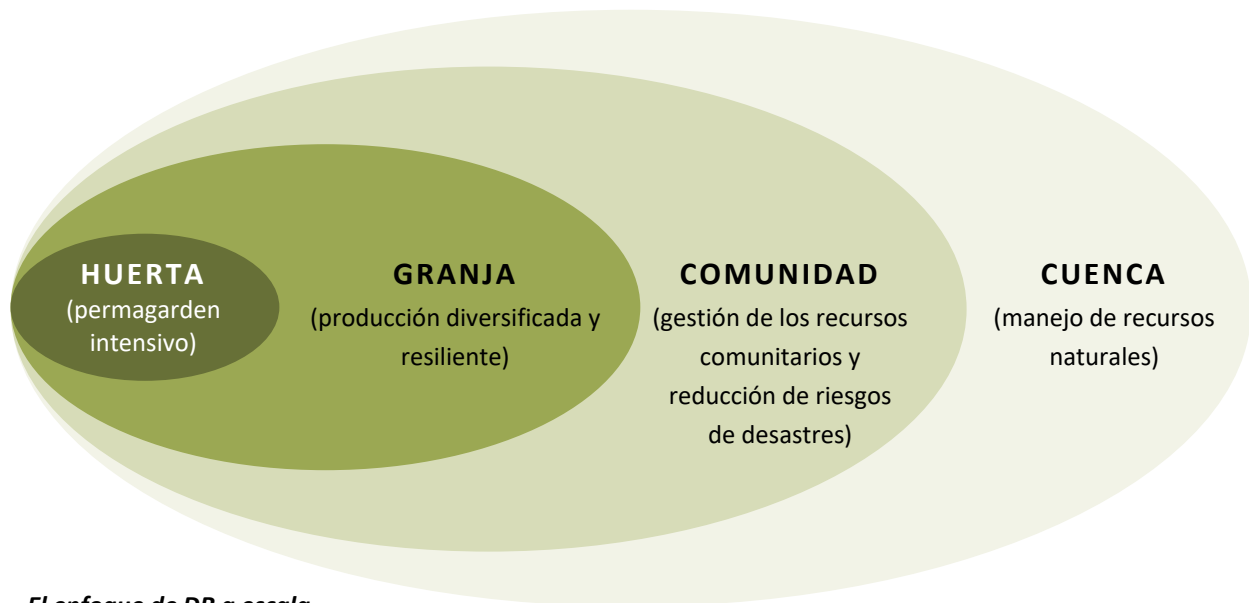 HUERTA
(permagarden
intensivo)
GRANJA
(producción diversificada y
resiliente)
COMUNIDAD
(gestión de los recursos
comunitarios y
reducción de riesgos
de desastres)
CUENCA
(manejo de recursos
naturales)
El enfoque de DR a escala